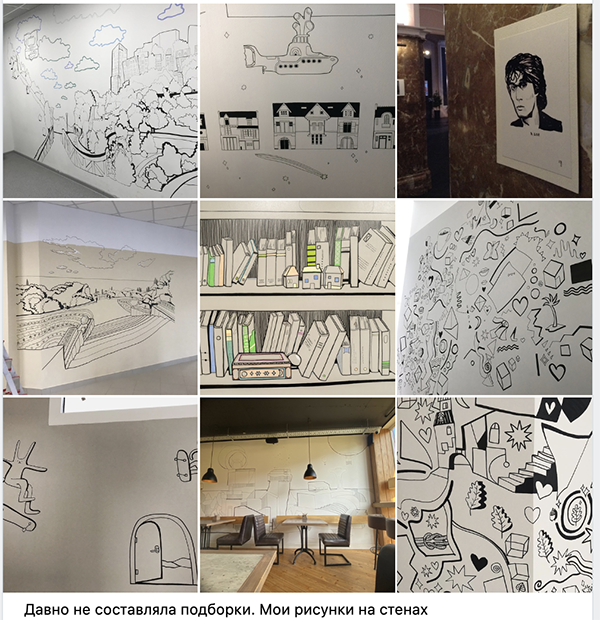 Давно не составляла подборки. Мои рисунки на стенах